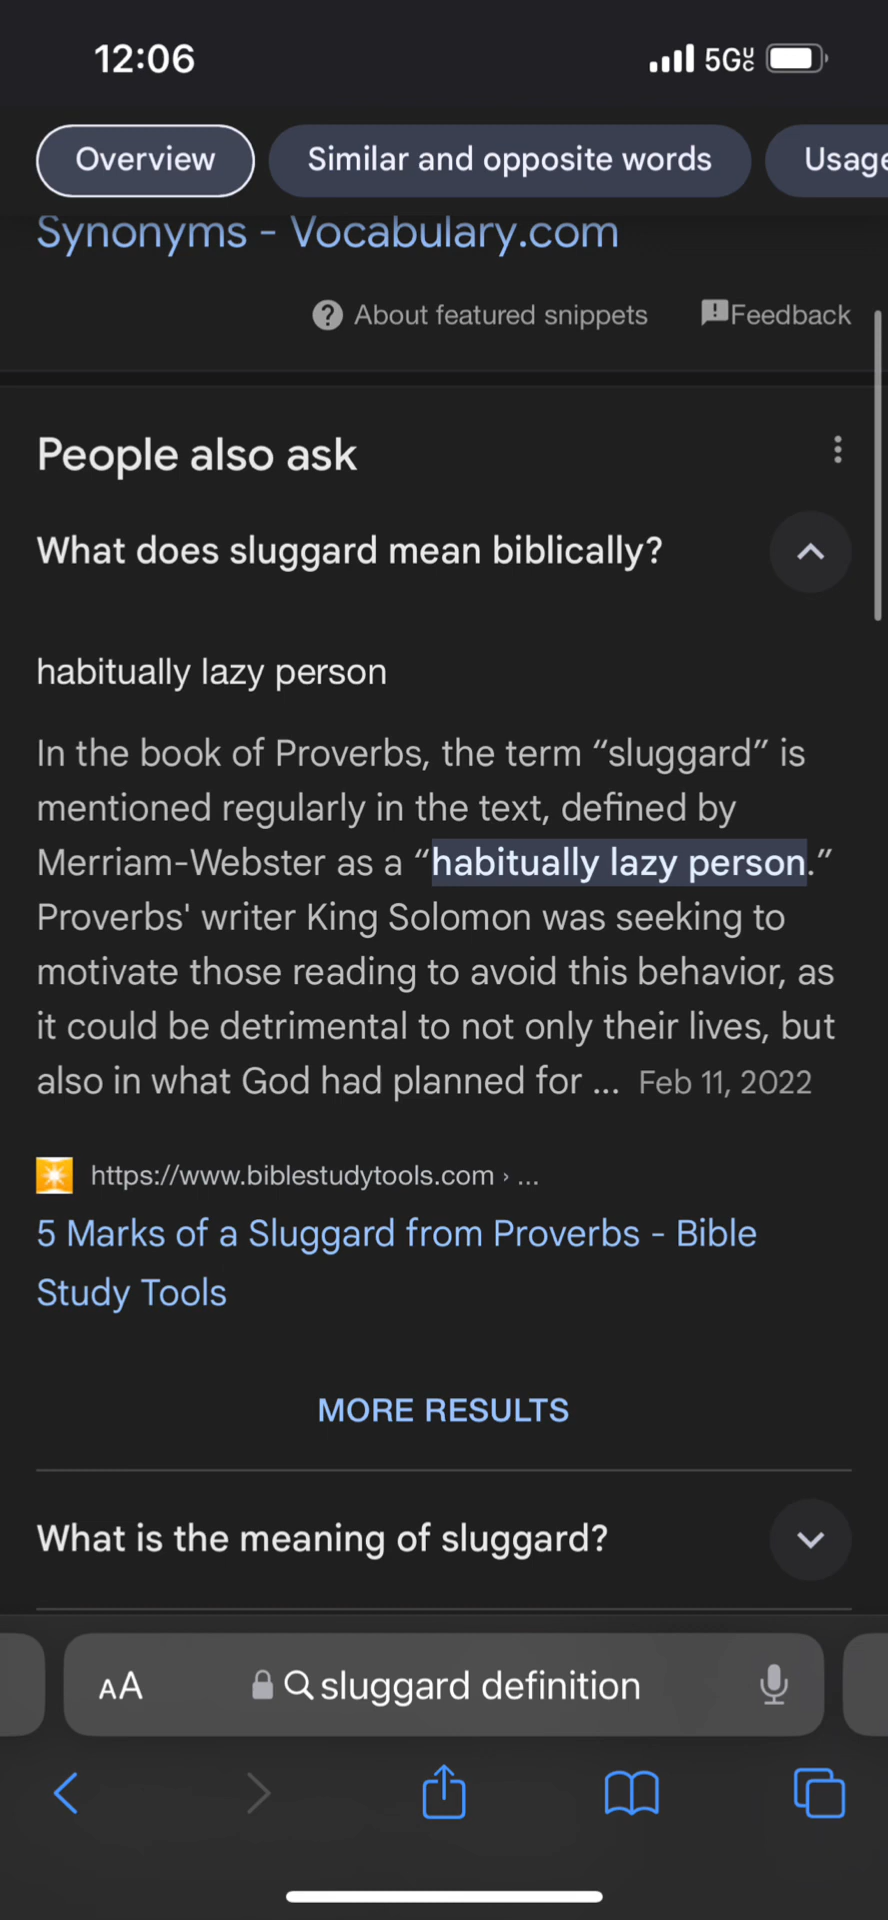 12:06
5G
Overview
Similar and opposite words
Usage
Synonyms - Vocabulary.com
About featured snippets
Feedback
People also ask
What does sluggard mean biblically?
habitually lazy person
In the book of Proverbs, the term “sluggard” is
mentioned regularly in the text, defined by
Merriam-Webster as a “habitually lazy person.”
Proverbs' writer King Solomon was seeking to
motivate those reading to avoid this behavior, as
it could be detrimental to not only their lives, but
also in what God had planned for ... Feb 11, 2022
https://www.biblestudytools.com › ...
5 Marks of a Sluggard from Proverbs - Bible
Study Tools
MORE RESULTS
What is the meaning of sluggard?
AA
sluggard definition